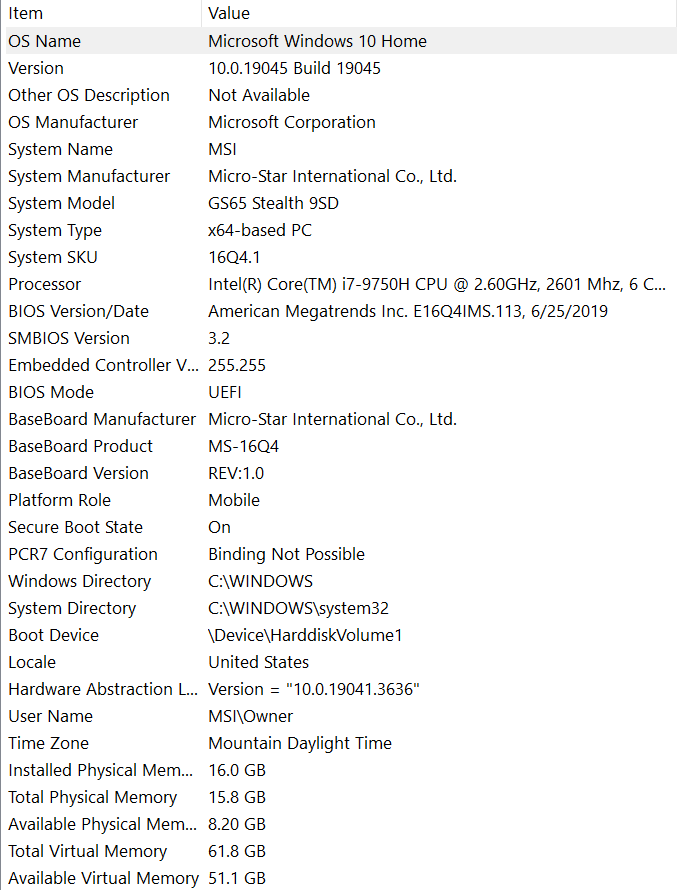 Item Value
OS Name Microsoft Windows 10 Home
Version 10.0.19045 Build 19045
Other OS Description Not Available
OS Manufacturer Microsoft Corporation
System Name MSI
System Manufacturer Micro-Star International Co., Ltd.
System Model GS65 Stealth 9SD
System Type x64-based PC
System SKU 16Q4.1
Processor Intel(R) Core(TM) i7-9750H CPU @ 2.60GHz, 2601 Mhz, 6 C...
BIOS Version/Date American Megatrends Inc. E16Q4IMS.113, 6/25/2019
SMBIOS Version 3.2
Embedded Controller V... 255.255
BIOS Mode UEFI
BaseBoard Manufacturer Micro-Star International Co., Ltd.
BaseBoard Product MS-16Q4
BaseBoard Version REV:1.0
Platform Role Mobile
Secure Boot State On
PCR7 Configuration Binding Not Possible
Windows Directory C:\WINDOWS
System Directory C:\WINDOWS\system32
Boot Device \Device\HarddiskVolume1
Locale United States
Hardware Abstraction L... Version = "10.0.19041.3636"
User Name MSI\Owner
Time Zone Mountain Daylight Time
Installed Physical Mem... 16.0 GB
Total Physical Memory 15.8 GB
Available Physical Mem... 8.20 GB
Total Virtual Memory 61.8 GB
Available Virtual Memory 51.1 GB